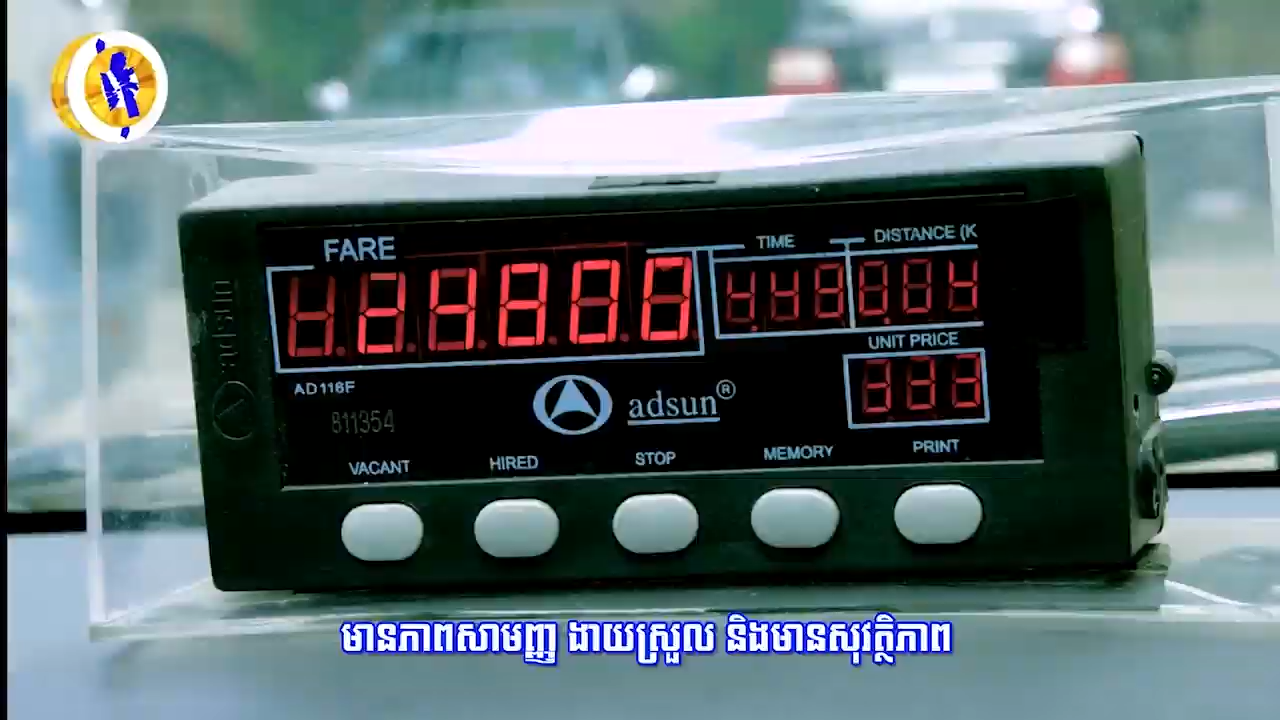 FARE
TIME
DISTANCE (K
UNIT PRICE
AD116F
811354
adsun®
adsun
VACANT
HIRED
STOP
MEMORY
PRINT
មានភាពសាមញ្ញ ងាយស្រួល និងមានសុវត្ថិភាព